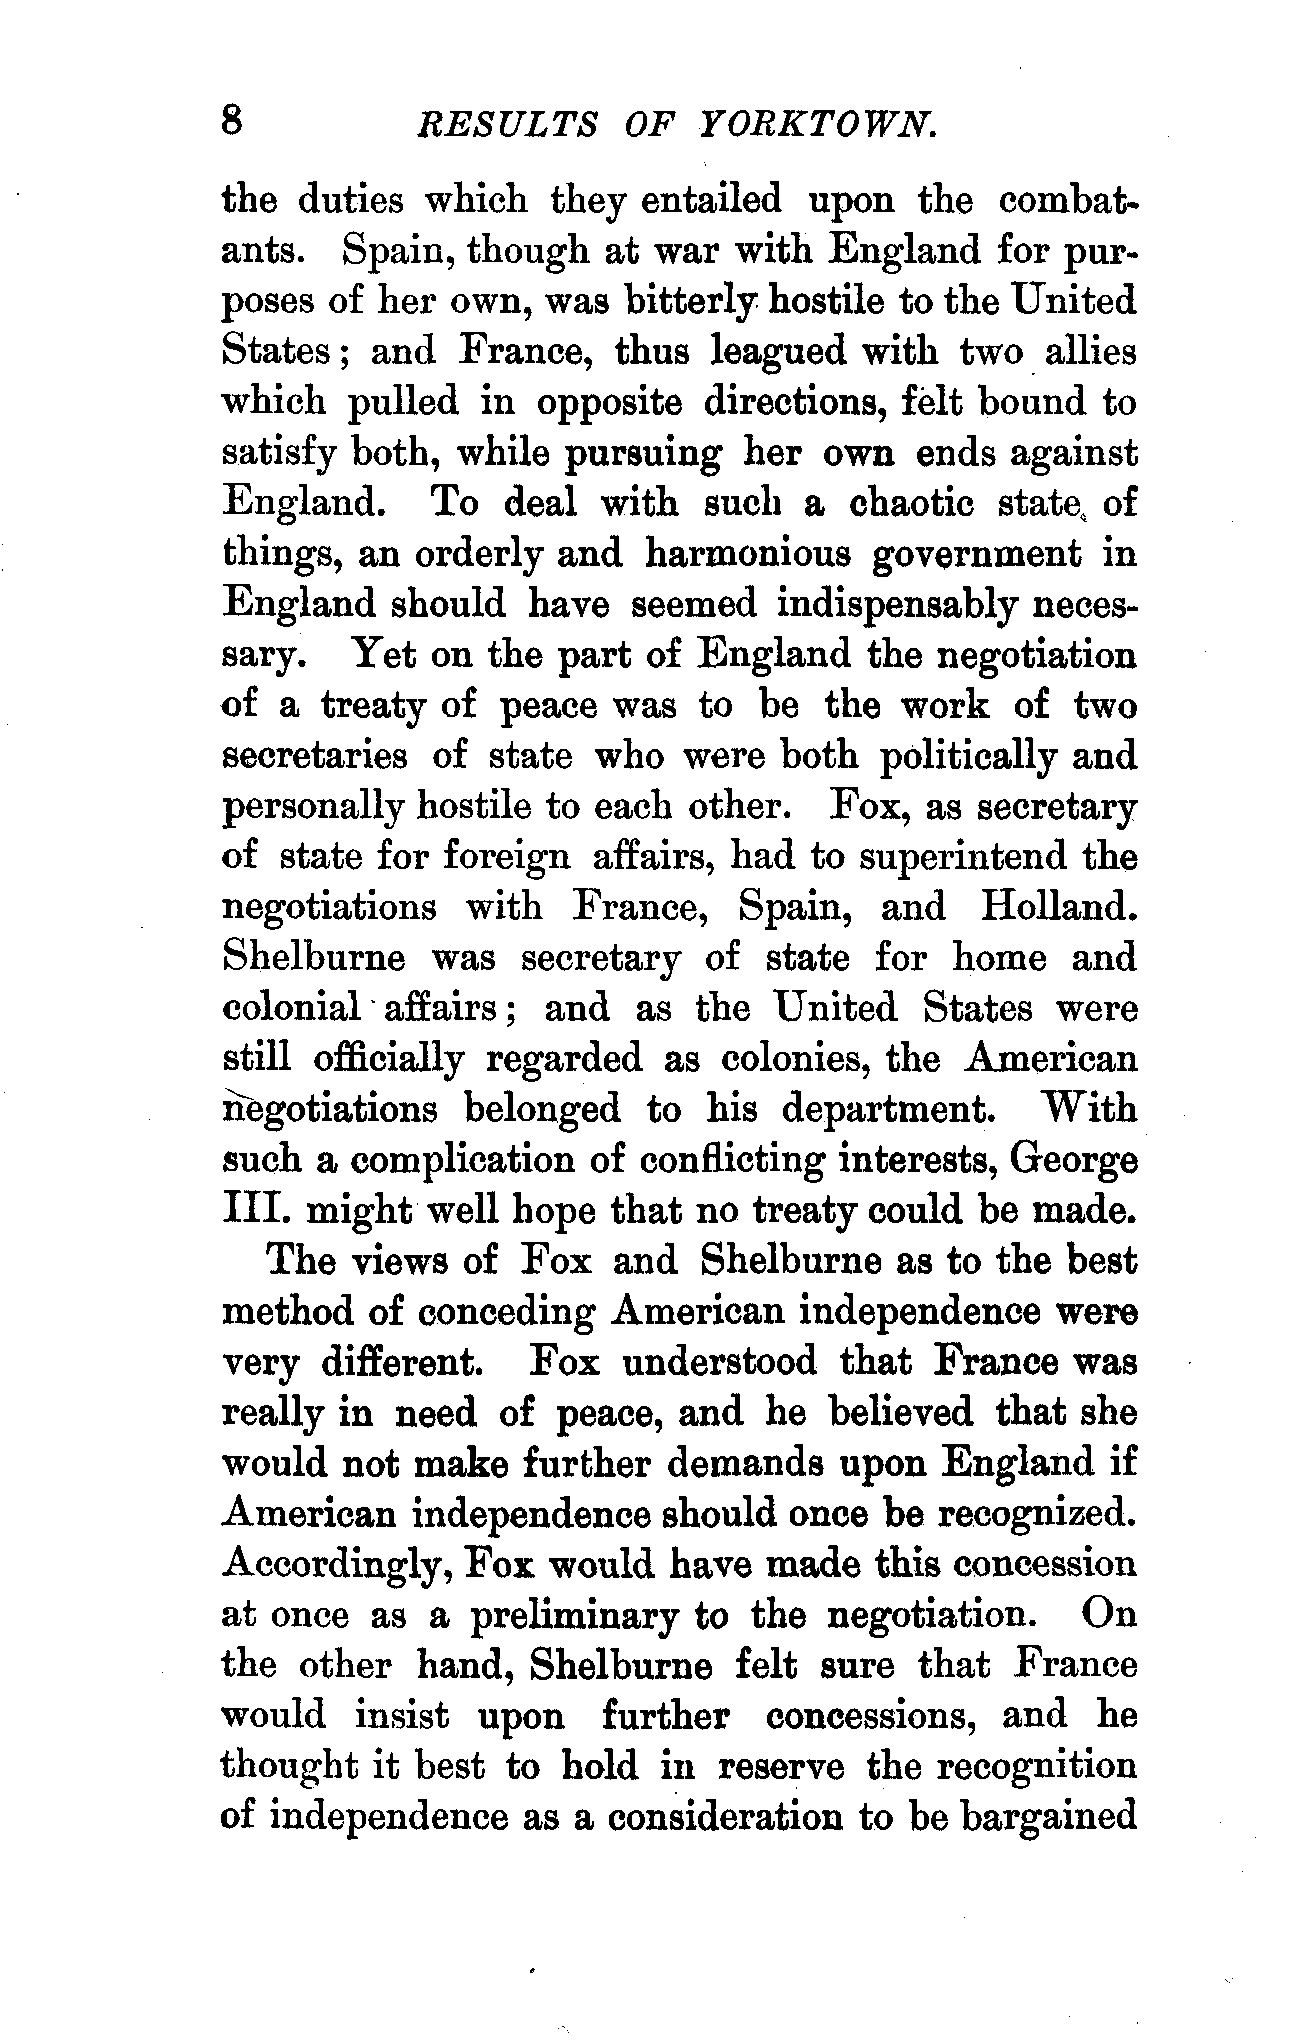 8 RESULTS OF YORKTOWN.
the duties which they entailed upon the combat-
ants. Spain, though at war with England for pur-
poses of her own, was bitterly hostile to the United
States; and France, thus leagued with two allies
which pulled in opposite directions, felt bound to
satisfy both, while pursuing her own ends against
England. To deal with such a chaotic state of
things, an orderly and harmonious government in
England should have seemed indispensably neces-
sary. Yet on the part of England the negotiation
of a treaty of peace was to be the work of two
secretaries of state who were both politically and
personally hostile to each other. Fox, as secretary
of state for foreign affairs, had to superintend the
negotiations with France, Spain, and Holland.
Shelburne was secretary of state for home and
colonial affairs; and as the United States were
still officially regarded as colonies, the American
negotiations belonged to his department. With
such a complication of conflicting interests, George
III. might well hope that no treaty could be made.
The views of Fox and Shelburne as to the best
method of conceding American independence were
very different. Fox understood that France was
really in need of peace, and he believed that she
would not make further demands upon England if
American independence should once be recognized.
Accordingly, Fox would have made this concession
at once as a preliminary to the negotiation. On
the other hand, Shelburne felt sure that France
would insist upon further concessions, and he
thought it best to hold in reserve the recognition
of independence as a consideration to be bargained